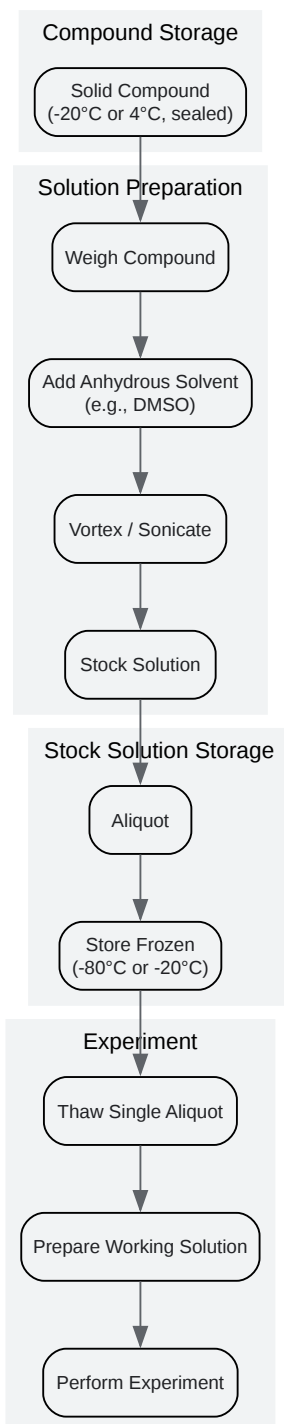 Compound Storage
Solid Compound
(-20°C or 4°C, sealed)
Solution Preparation
Weigh Compound
Add Anhydrous Solvent
(e.g., DMSO)
Vortex / Sonicate
Stock Solution
Stock Solution Storage
Aliquot
Store Frozen
(-80°C or -20°C)
Experiment
Thaw Single Aliquot
Prepare Working Solution
Perform Experiment